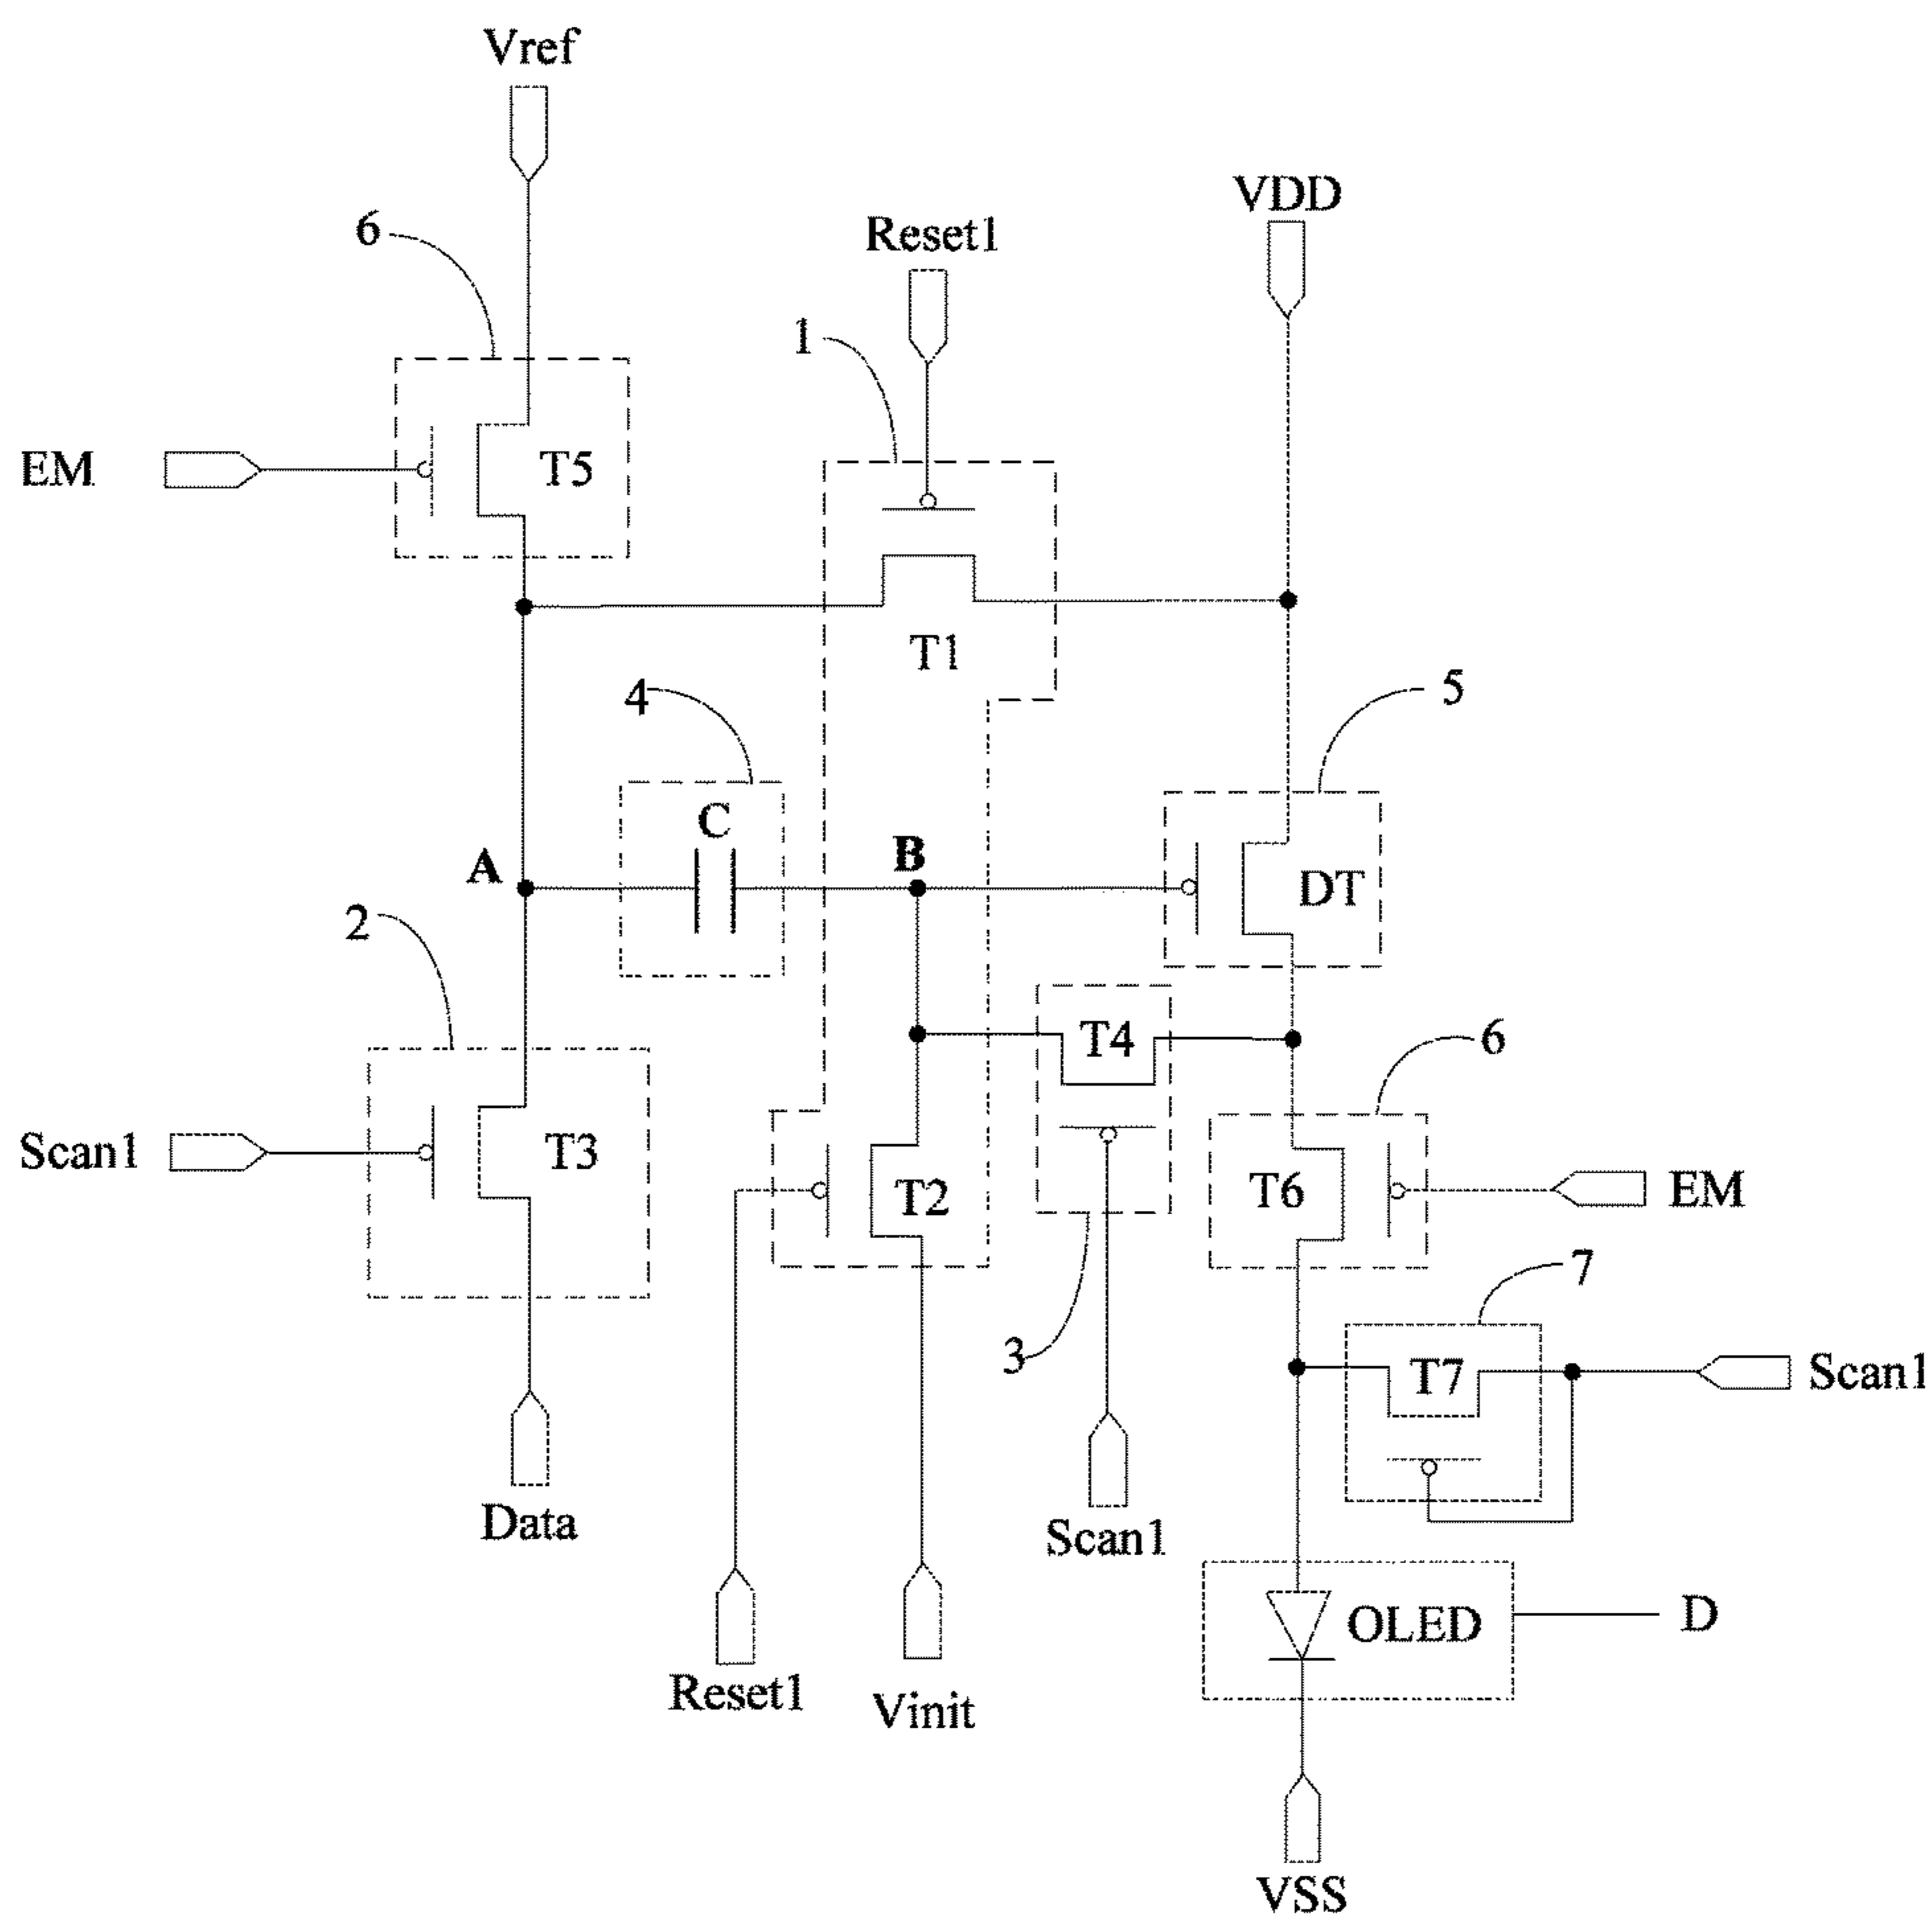 Vref
VDD
6
Reset1
1
EM
T5
T1
4
5
C
A
B
DT
2
T4
6
Scan1
T3
T2
T6
EM
7
3
T7
Scan1
Data
Scan1
OLED
D
Reset1
Vinit
VSS